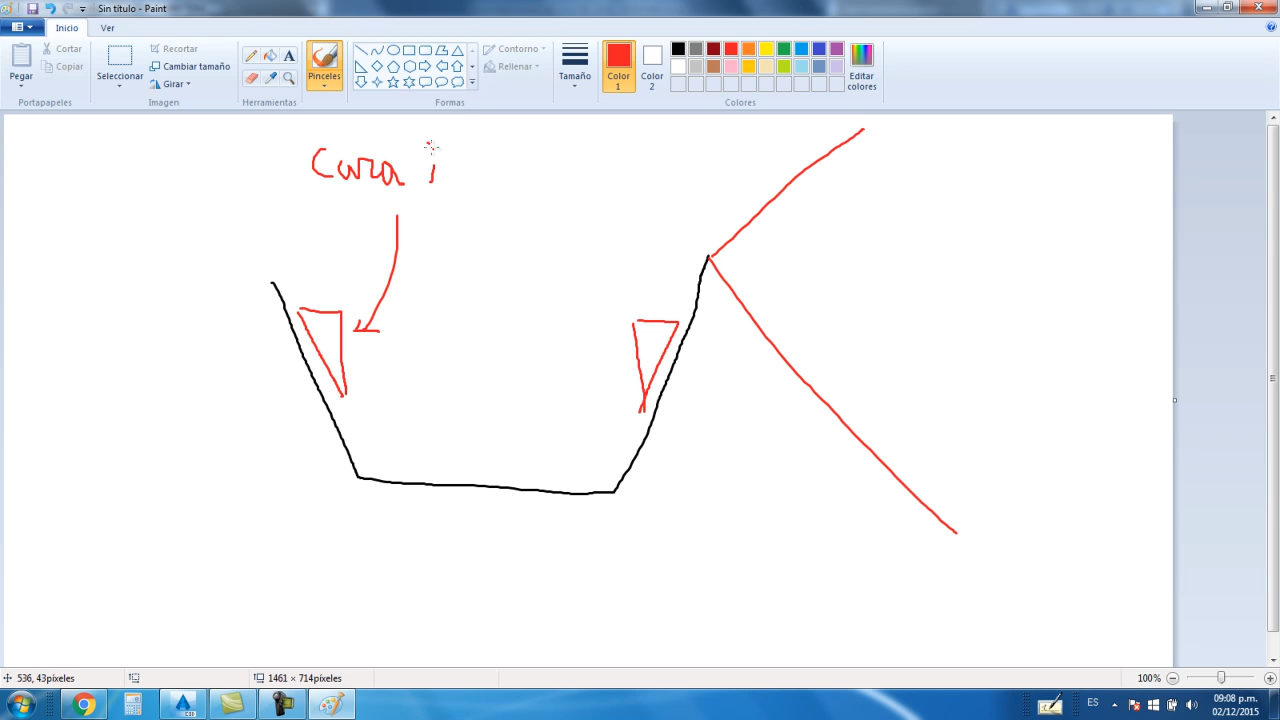 Sin título - Paint
Inicio
Ver
Pegar
Cortar
Copiar
Portapapeles
Seleccionar
Recortar
Cambiar tamaño
Girar
Imagen
A
Herramientas
Pinceles
Contorno
Rellenar
Formas
Tamaño
Color 1
Color 2
Editar colores
Colores
Cara i
536, 43píxeles
1461 × 714píxeles
100%
ES
09:08 p.m.
02/12/2015